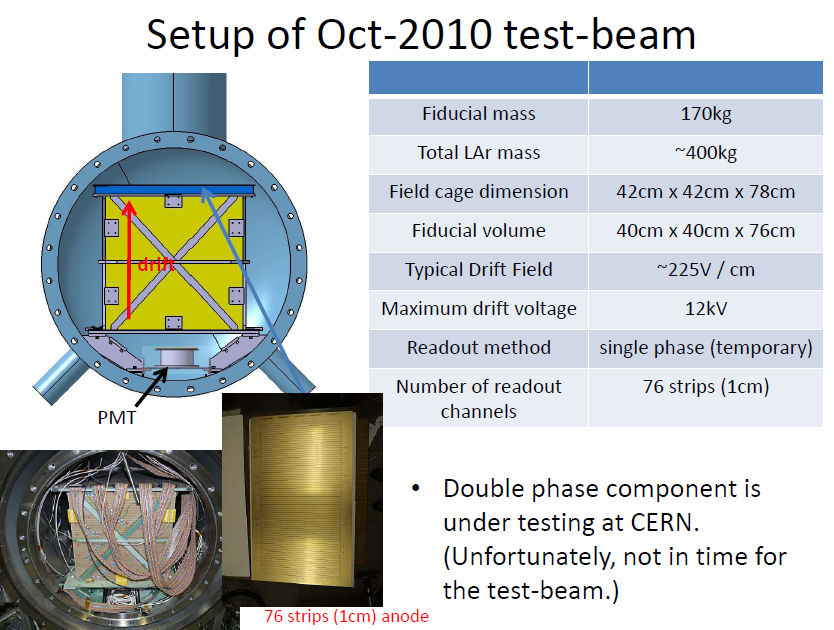 Setup of Oct-2010 test-beam
Fiducial mass 170kg
Total LAr mass ~400kg
Field cage dimension 42cm x 42cm x 78cm
Fiducial volume 40cm x 40cm x 76cm
Typical Drift Field ~225V / cm
Maximum drift voltage 12kV
Readout method single phase (temporary)
Number of readout 76 strips (1cm)
channels
drift
PMT
76 strips (1cm) anode
• Double phase component is
under testing at CERN.
(Unfortunately, not in time for
the test-beam.)